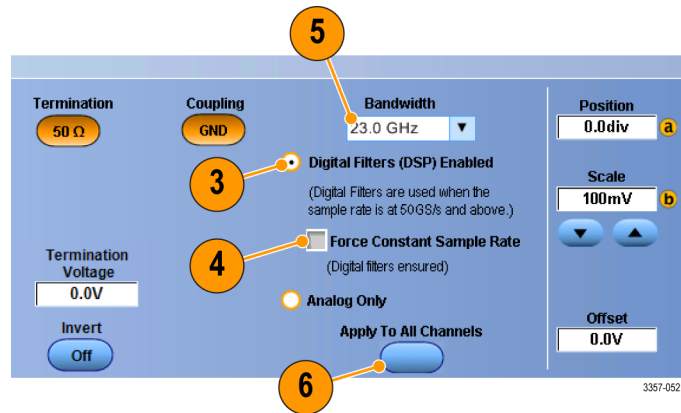 5
Termination
50 Ω
Coupling
GND
Bandwidth
23.0 GHz
Position
0.0div
a
3
Digital Filters (DSP) Enabled
(Digital Filters are used when the
sample rate is at 50GS/s and above.)
Scale
100mV
b
4
Force Constant Sample Rate
(Digital filters ensured)
Termination
Voltage
0.0V
Analog Only
Invert
Off
Apply To All Channels
Offset
0.0V
6
3357-052